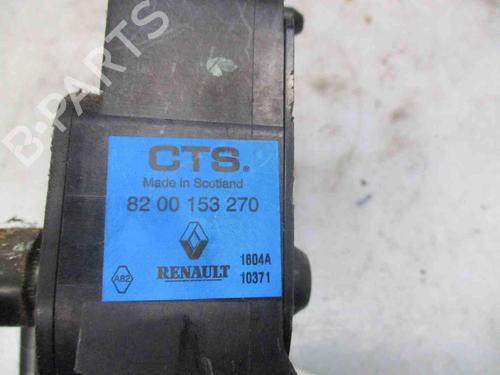 B-PARTS
CTS®
Made in Scotland
82 00 153 270
RENAULT
1604A
A82
10371